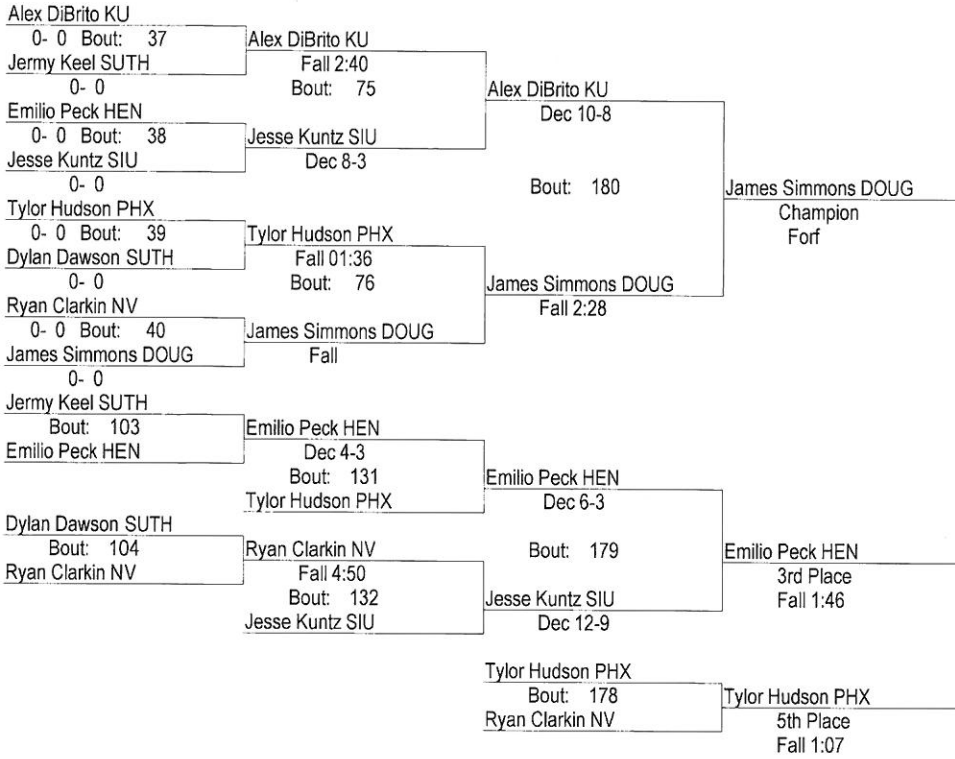 Alex DiBrito KU
0- 0 Bout: 37
Jermy Keel SUTH
0- 0
Emilio Peck HEN
0- 0 Bout: 38
Jesse Kuntz SIU
0- 0
Tylor Hudson PHX
0- 0 Bout: 39
Dylan Dawson SUTH
0- 0
Ryan Clarkin NV
0- 0 Bout: 40
James Simmons DOUG
0- 0
Alex DiBrito KU
Fall 2:40
Bout: 75
Jesse Kuntz SIU
Dec 8-3
Tylor Hudson PHX
Fall 01:36
Bout: 76
James Simmons DOUG
Fall
Alex DiBrito KU
Dec 10-8
Bout: 180
James Simmons DOUG
Fall 2:28
James Simmons DOUG
Champion
Forf
Jermy Keel SUTH
Bout: 103
Emilio Peck HEN
Dylan Dawson SUTH
Bout: 104
Ryan Clarkin NV
Emilio Peck HEN
Dec 4-3
Bout: 131
Tylor Hudson PHX
Ryan Clarkin NV
Fall 4:50
Bout: 132
Jesse Kuntz SIU
Emilio Peck HEN
Dec 6-3
Bout: 179
Jesse Kuntz SIU
Dec 12-9
Emilio Peck HEN
3rd Place
Fall 1:46
Tylor Hudson PHX
Bout: 178
Ryan Clarkin NV
Tylor Hudson PHX
5th Place
Fall 1:07